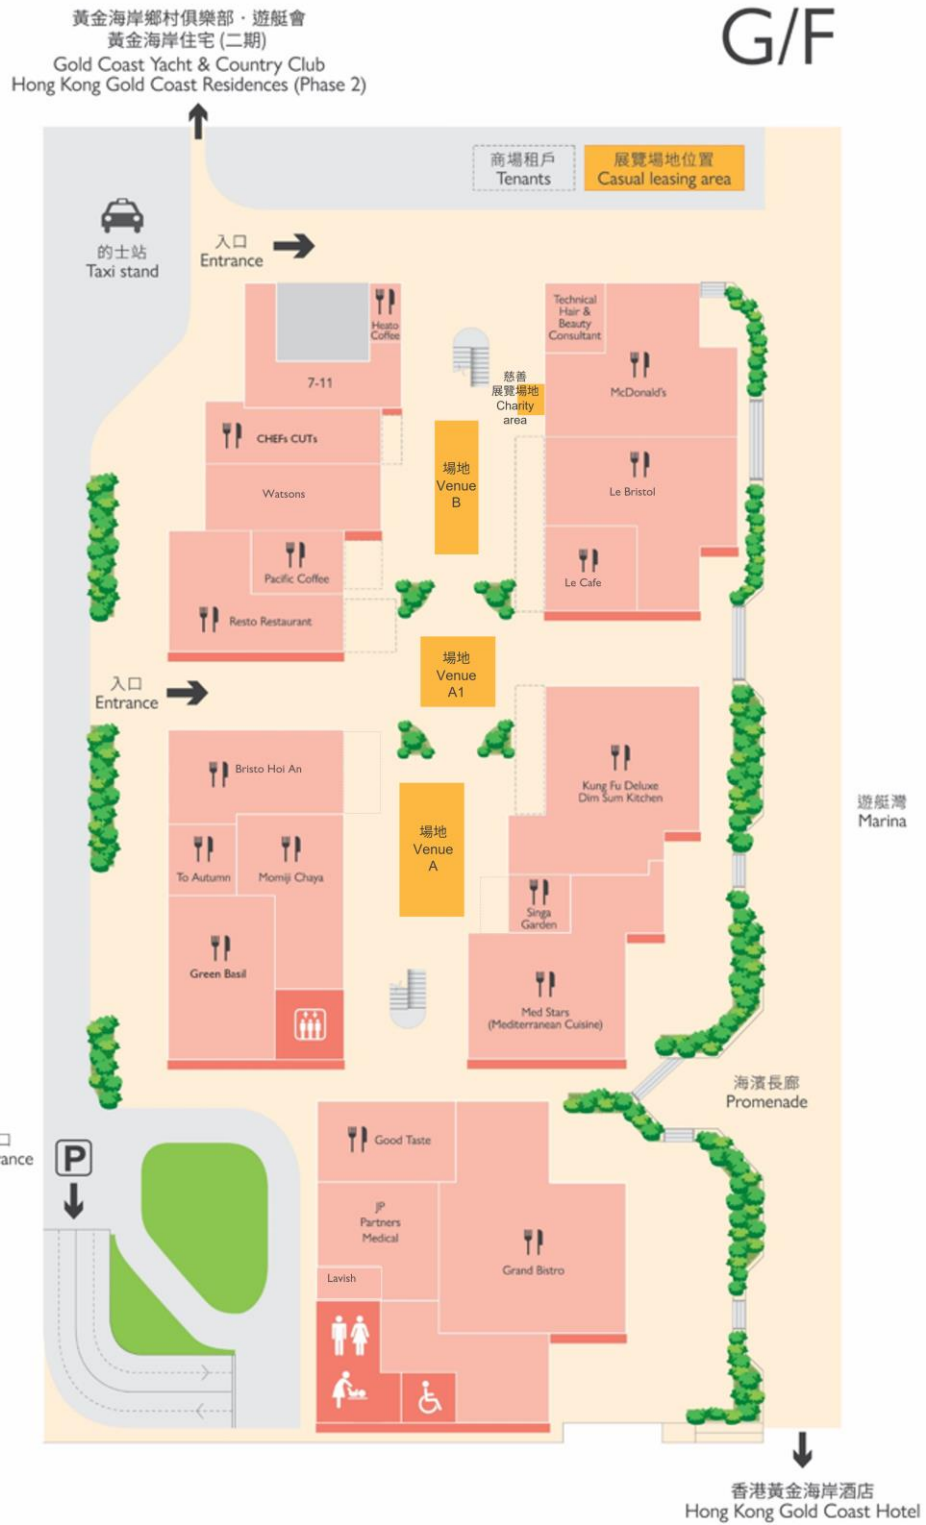 黃金海岸鄉村俱樂部．遊艇會
黃金海岸住宅 (二期)
Gold Coast Yacht & Country Club
Hong Kong Gold Coast Residences (Phase 2)
G/F
商場租戶
Tenants
展覽場地位置
Casual leasing area
的士站
Taxi stand
入口
Entrance
Heato
Coffee
7-11
Technical
Hair &
Beauty
Consultant
McDonald's
慈善
展覽場地
Charity
area
CHEFs CUTs
Watsons
場地
Venue
B
Le Bristol
Pacific Coffee
Le Cafe
Resto Restaurant
場地
Venue
A1
入口
Entrance
Bristo Hoi An
Kung Fu Deluxe
Dim Sum Kitchen
遊艇灣
Marina
場地
Venue
A
To Autumn
Momiji Chaya
Singa
Garden
Green Basil
Med Stars
(Mediterranean Cuisine)
海濱長廊
Promenade
口
rance
P
Good Taste
JP
Partners
Medical
Grand Bistro
Lavish
香港黃金海岸酒店
Hong Kong Gold Coast Hotel